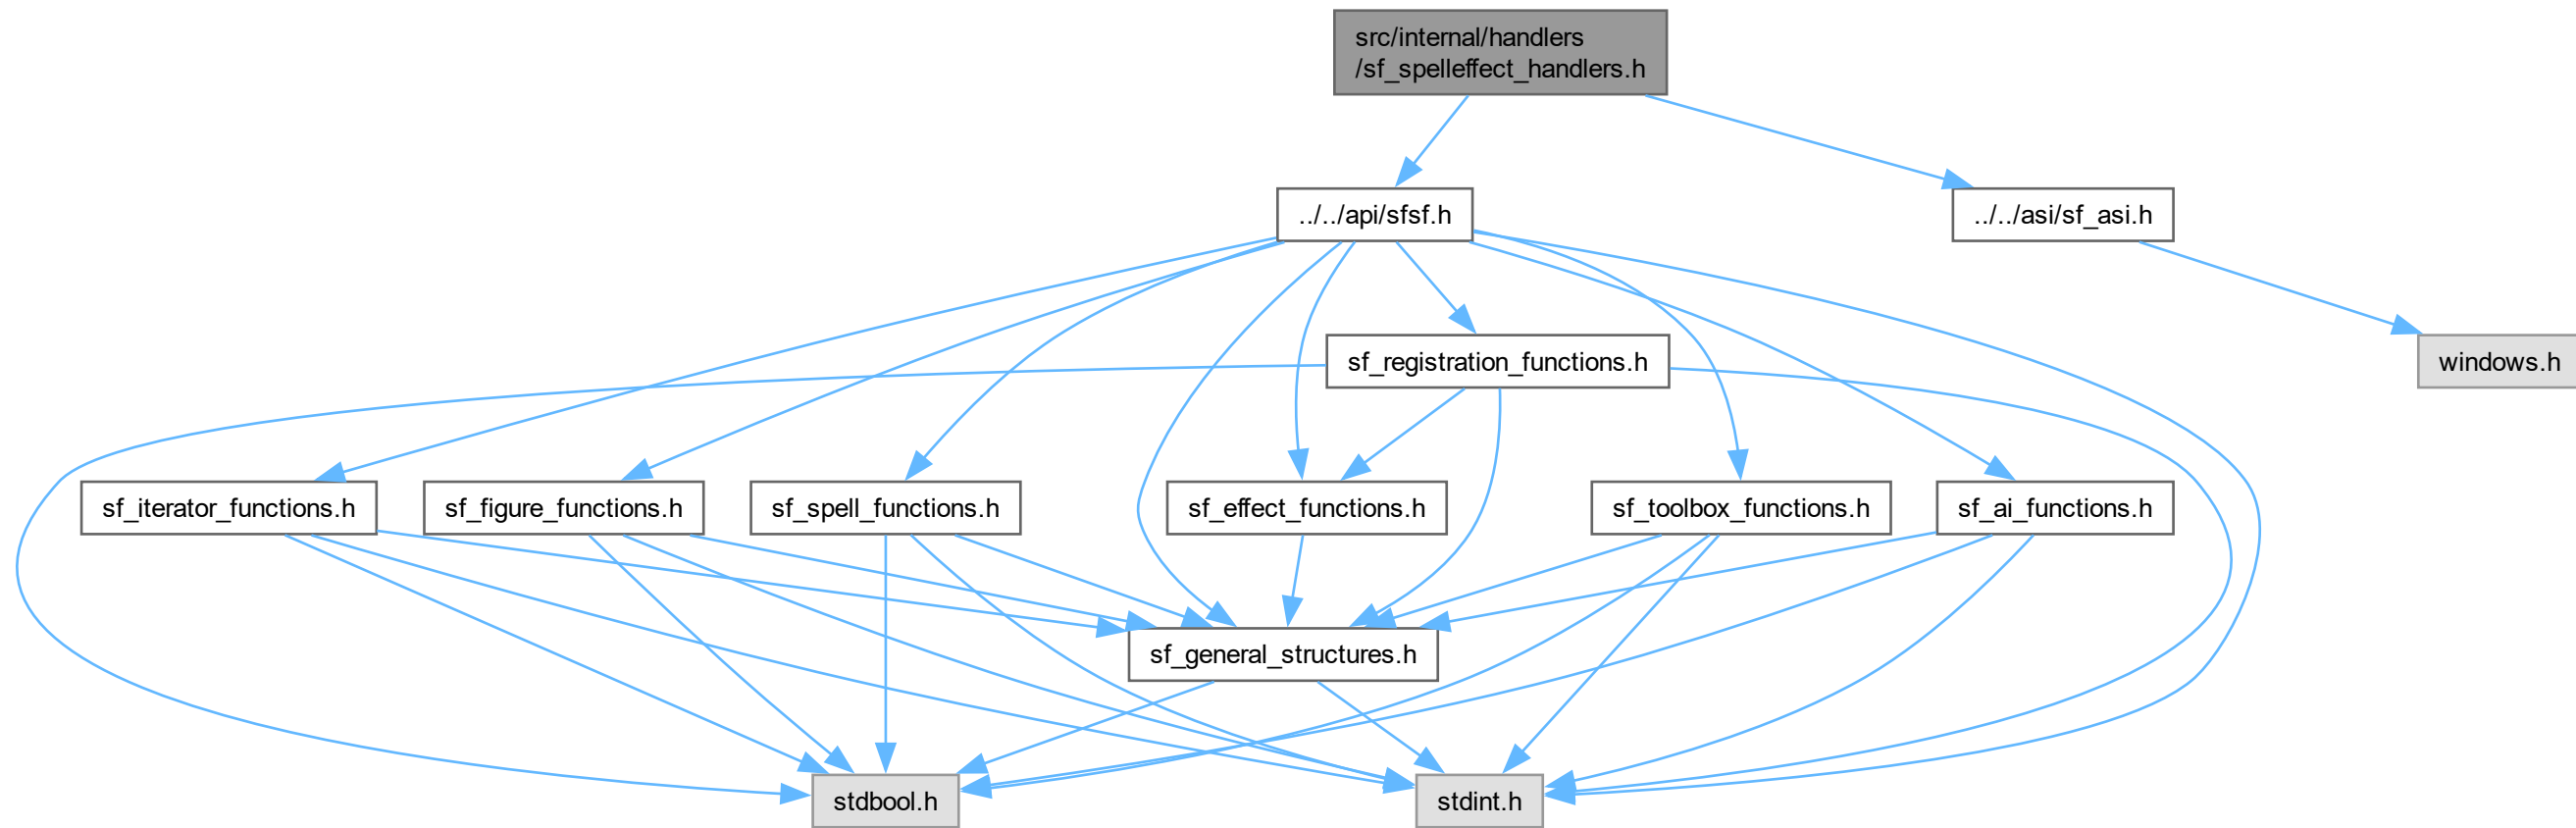 src/internal/handlers
/sf_spelleffect_handlers.h
../../api/sfsf.h
../../asi/sf_asi.h
sf_registration_functions.h
windows.h
sf_iterator_functions.h
sf_figure_functions.h
sf_spell_functions.h
sf_effect_functions.h
sf_toolbox_functions.h
sf_ai_functions.h
sf_general_structures.h
stdbool.h
stdint.h